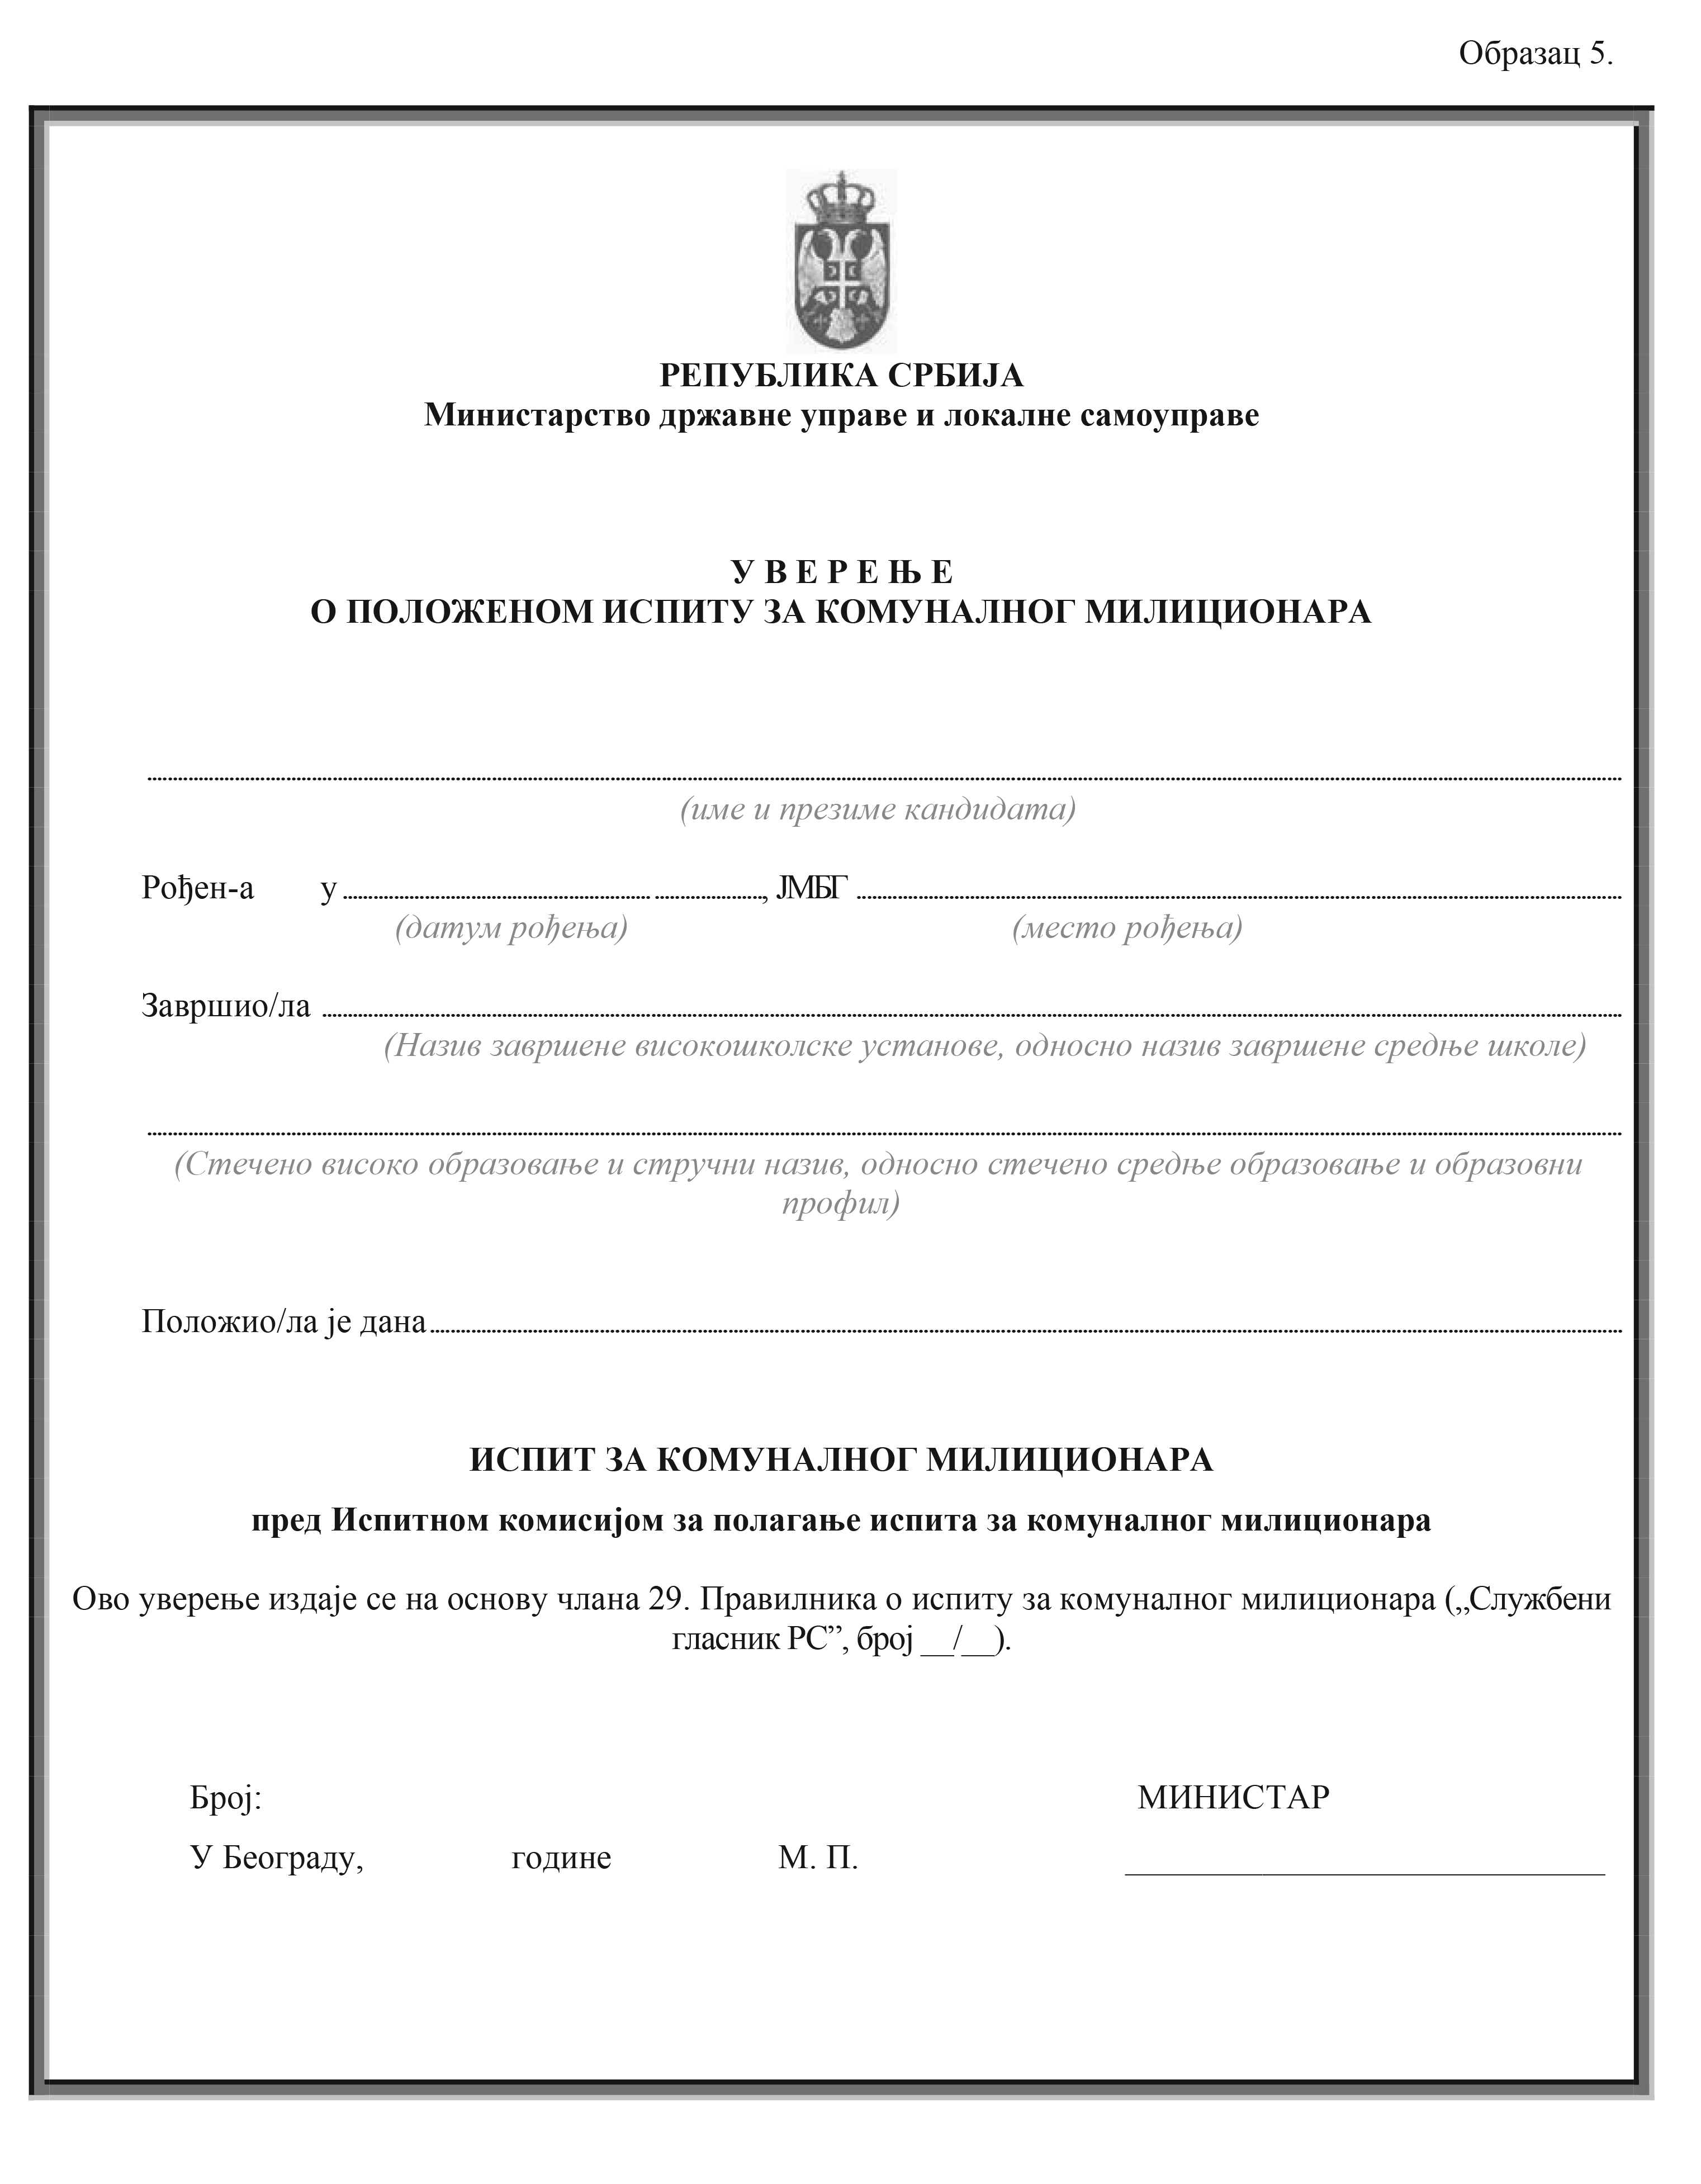 Образац 5.
РЕПУБЛИКА СРБИЈА
Министарство државне управе и локалне самоуправе
У В Е Р Е Њ Е
О ПОЛОЖЕНОМ ИСПИТУ ЗА КОМУНАЛНОГ МИЛИЦИОНАРА
(име и презиме кандидата)
Рођен-а у ........................ ........., ЈМБГ ........................
(датум рођења) (место рођења)
Завршио/ла ........................
(Назив завршене високошколске установе, односно назив завршене средње школе)
(Стечено високо образовање и стручни назив, односно стечено средње образовање и образовни
профил)
Положио/ла је дана........................
ИСПИТ ЗА КОМУНАЛНОГ МИЛИЦИОНАРА
пред Испитном комисијом за полагање испита за комуналног милиционара
Ово уверење издаје се на основу члана 29. Правилника о испиту за комуналног милиционара („Службени
гласник РС”, број __/__).
Број: МИНИСТАР
У Београду, године М. П. ____________________________